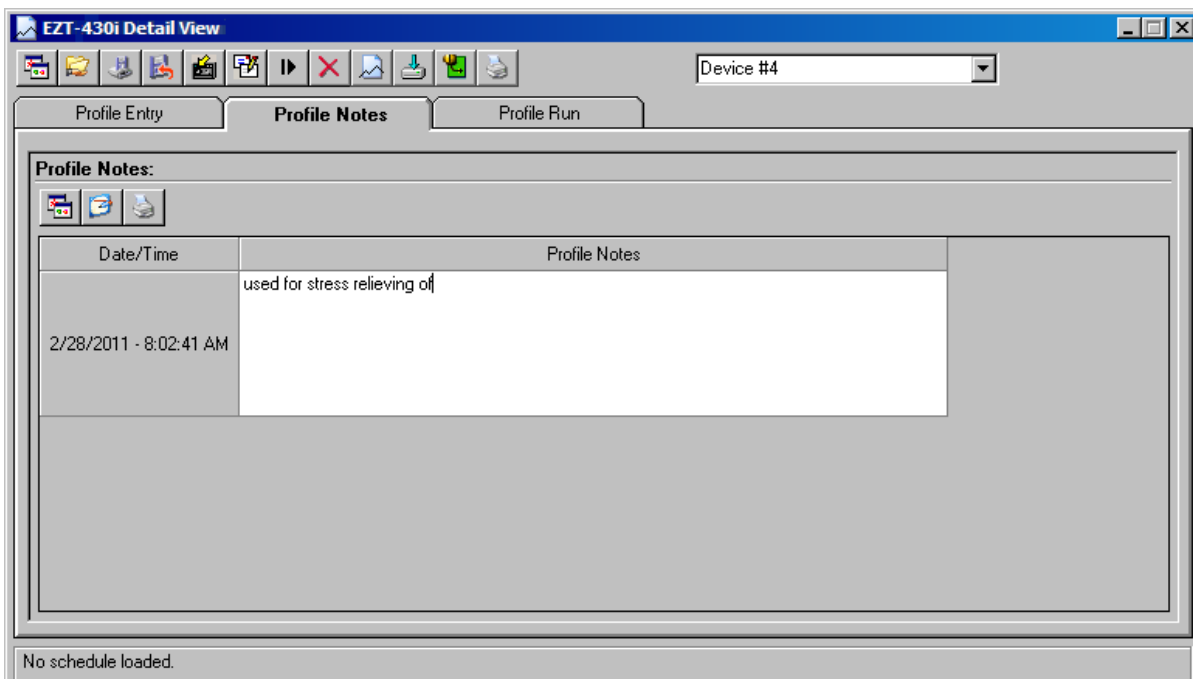 EZT-430i Detail View
Device #4
Profile Entry
Profile Notes
Profile Run
Profile Notes:
Date/Time
Profile Notes
used for stress relieving of
2/28/2011 - 8:02:41 AM
No schedule loaded.